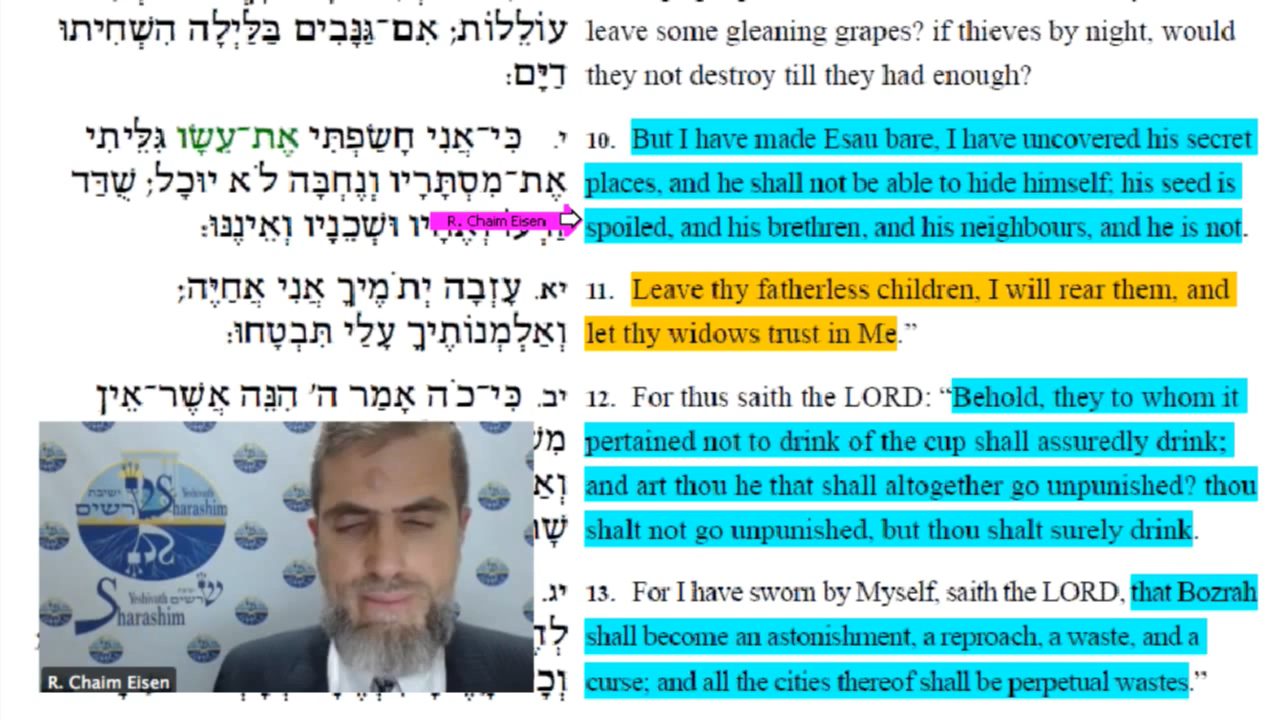 עוֹלֵלוֹת; אִם־גַּנָּבִים בַּלַּיְלָה הִשְׁחִיתוּ
דַיָּם:
leave some gleaning grapes? if thieves by night, would
they not destroy till they had enough?
י. כִּי־אֲנִי חָשַׂפְתִּי אֶת־עֵשָׂו גִּלֵּיתִי
אֶת־מִסְתָּרָיו וְנֶחְבָּה לֹא יוּכָל; שֻׁדַּד
וּשְׁכֵנָיו וְאֵינֶנּוּ:
10. But I have made Esau bare, I have uncovered his secret
places, and he shall not be able to hide himself; his seed is
spoiled, and his brethren, and his neighbours, and he is not.
R. Chaim Eisen
יא. עָזְבָה יְתֹמֶיךָ אֲנִי אֲחַיֶּה;
וְאַלְמְנוֹתֶיךָ עָלַי תִּבְטָחוּ:
11. Leave thy fatherless children, I will rear them, and
let thy widows trust in Me.”
יב. כִּי־כֹה אָמַר ה' הִנֵּה אֲשֶׁר־אֵין
12. For thus saith the LORD: “Behold, they to whom it
pertained not to drink of the cup shall assuredly drink;
and art thou he that shall altogether go unpunished? thou
shalt not go unpunished, but thou shalt surely drink.
יג.
13. For I have sworn by Myself, saith the LORD, that Bozrah
shall become an astonishment, a reproach, a waste, and a
curse; and all the cities thereof shall be perpetual wastes.”
ישיבת
שרשים
Sharashim
Yeshivath
Sharashim
R. Chaim Eisen